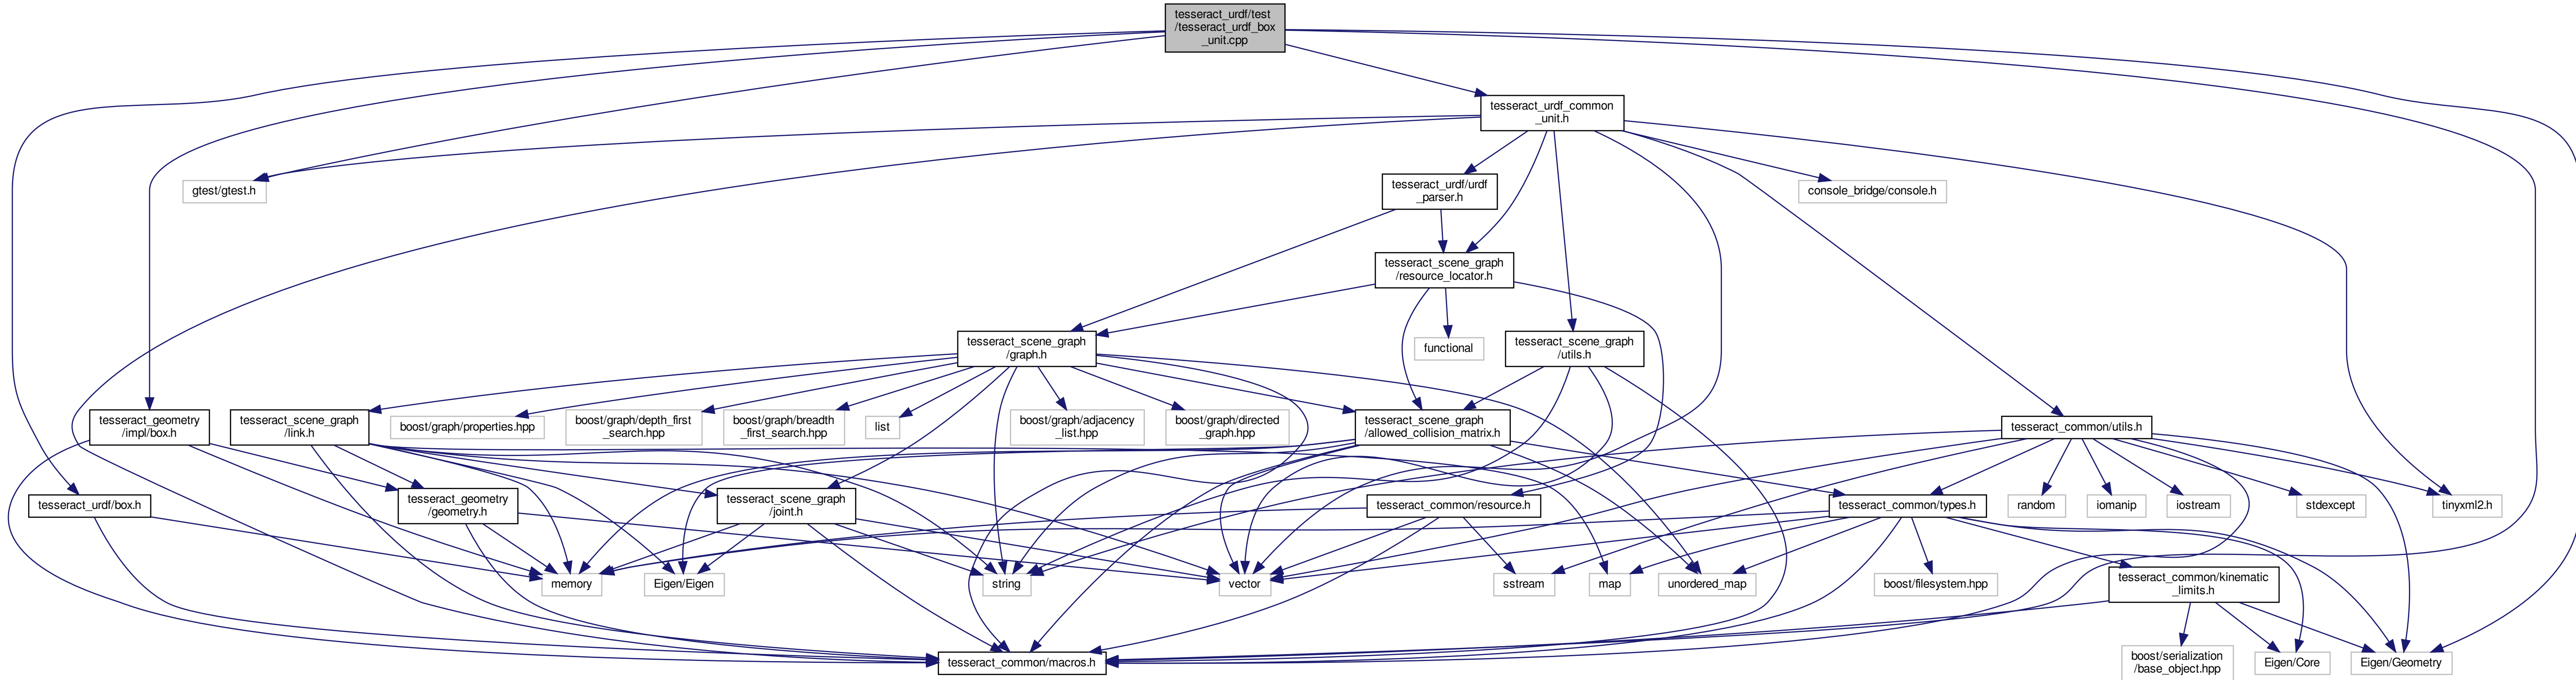 tesseract_urdf/test
/tesseract_urdf_box
_unit.cpp
tesseract_urdf_common
_unit.h
gtest/gtest.h
tesseract_urdf/urdf
_parser.h
console_bridge/console.h
tesseract_scene_graph
/resource_locator.h
tesseract_scene_graph
/graph.h
functional
tesseract_scene_graph
/utils.h
tesseract_geometry
/impl/box.h
tesseract_scene_graph
/link.h
boost/graph/properties.hpp
boost/graph/depth_first
_search.hpp
boost/graph/breadth
_first_search.hpp
list
boost/graph/adjacency
_list.hpp
boost/graph/directed
_graph.hpp
tesseract_scene_graph
/allowed_collision_matrix.h
tesseract_common/utils.h
tesseract_urdf/box.h
tesseract_geometry
/geometry.h
tesseract_scene_graph
/joint.h
tesseract_common/resource.h
tesseract_common/types.h
random
iomanip
iostream
stdexcept
tinyxml2.h
memory
Eigen/Eigen
string
vector
sstream
map
unordered_map
boost/filesystem.hpp
tesseract_common/kinematic
_limits.h
tesseract_common/macros.h
boost/serialization
/base_object.hpp
Eigen/Core
Eigen/Geometry